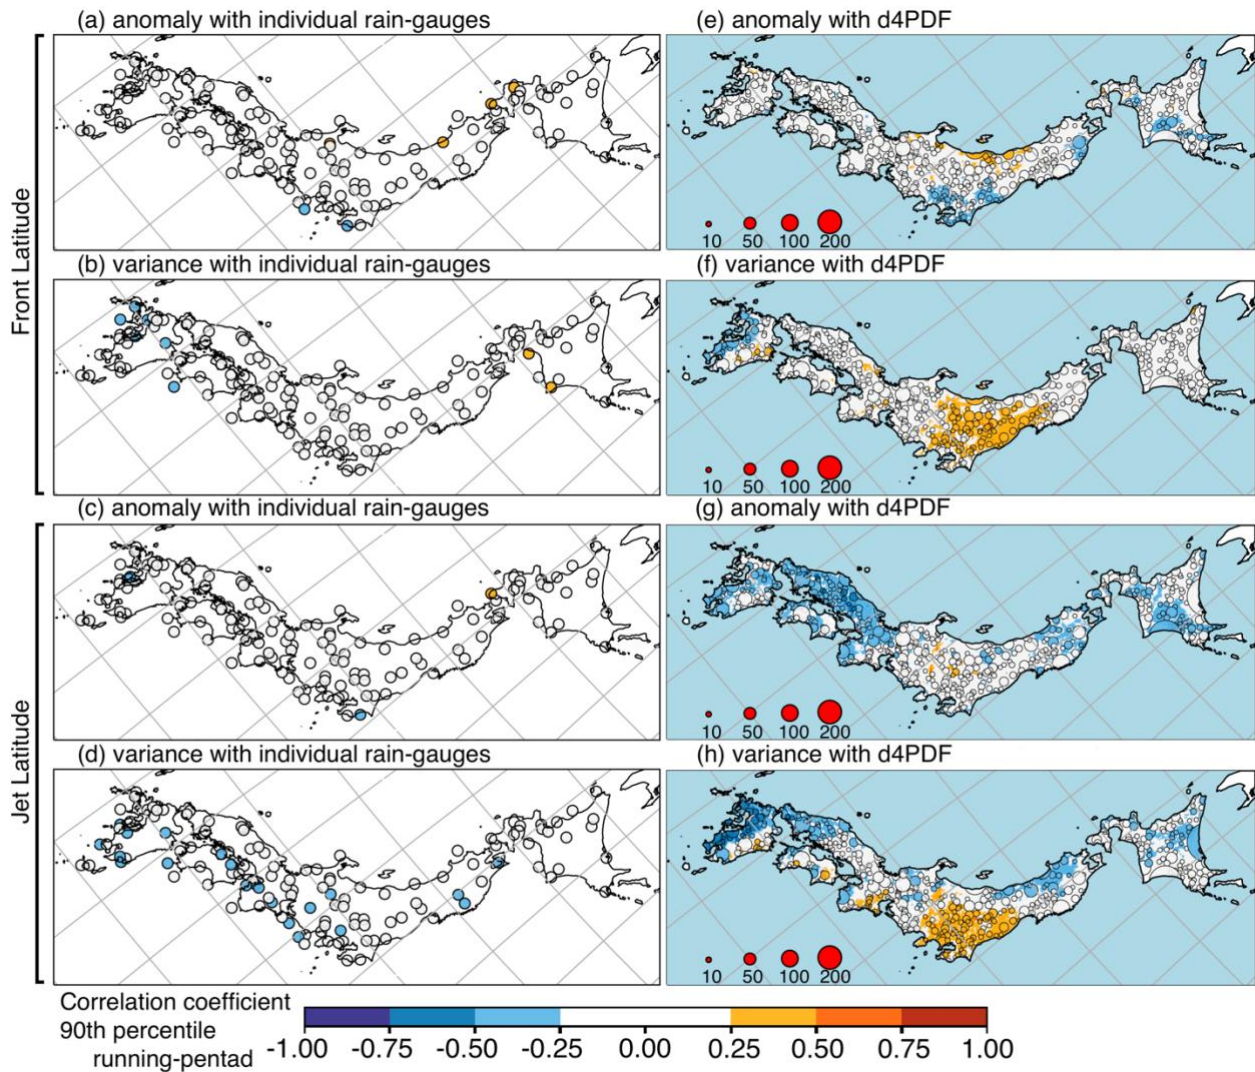 (a) anomaly with individual rain-gauges
(e) anomaly with d4PDF
10 50 100 200
Front Latitude
(b) variance with individual rain-gauges
(f) variance with d4PDF
10 50 100 200
(c) anomaly with individual rain-gauges
(g) anomaly with d4PDF
10 50 100 200
Jet Latitude
(d) variance with individual rain-gauges
(h) variance with d4PDF
10 50 100 200
Correlation coefficient
90th percentile
running-pentad
-1.00 -0.75 -0.50 -0.25 0.00 0.25 0.50 0.75 1.00